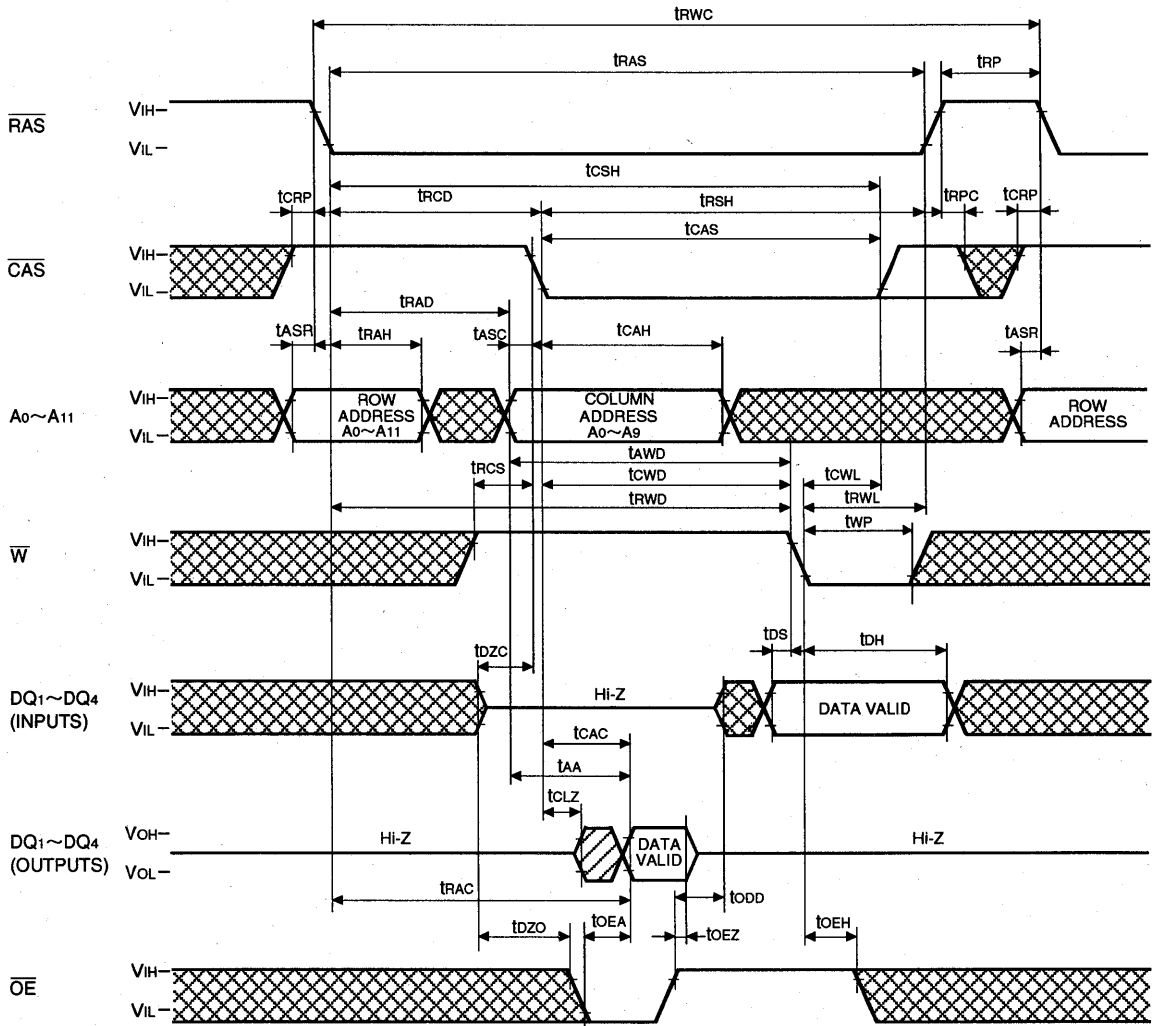 tRWC
tRAS
tRP
RAS
VIH–
VIL–
tCSH
tCRP
tRCD
tRSH
tRPC
tCRP
tCAS
CAS
VIH–
VIL–
tRAD
tASR
tRAH
tASC
tCAH
tASR
A0~A11
VIH–
VIL–
ROW
ADDRESS
A0~A11
COLUMN
ADDRESS
A0~A9
ROW
ADDRESS
tAWD
tRCS
tCWD
tCWL
tRWD
tRWL
tWP
W
VIH–
VIL–
tDS
tDH
tDZC
DQ1~DQ4
(INPUTS)
VIH–
VIL–
Hi-Z
DATA VALID
tCAC
tAA
tCLZ
DQ1~DQ4
(OUTPUTS)
VOH–
VOL–
Hi-Z
DATA
VALID
Hi-Z
tRAC
tODD
tDZO
tOEA
tOEZ
tOEH
OE
VIH–
VIL–